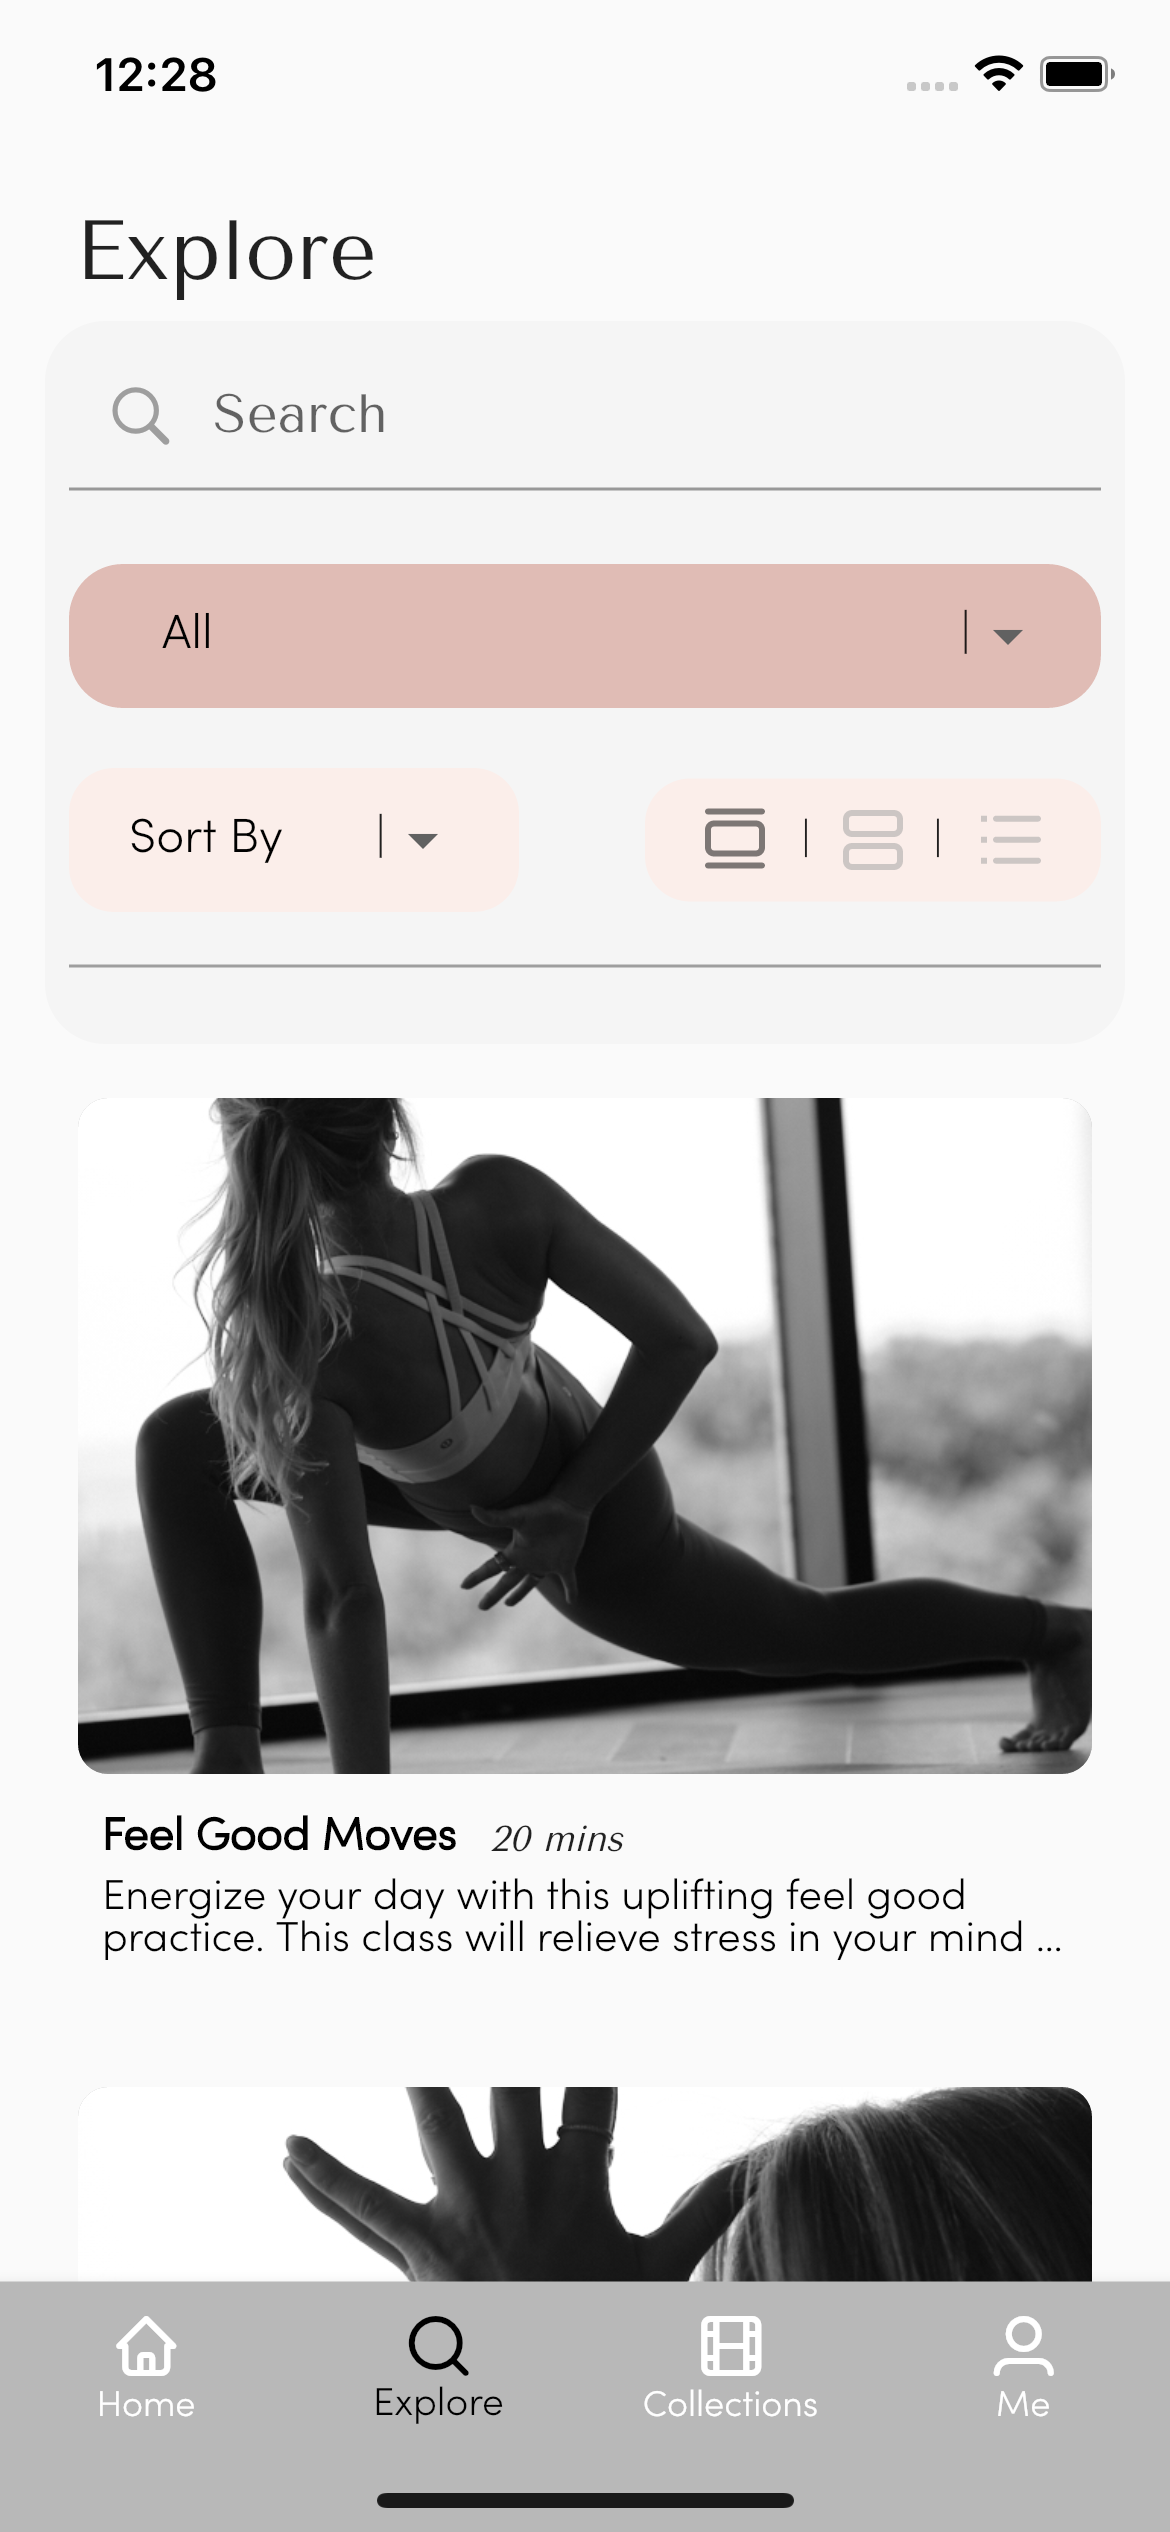 12:28
Explore
Search
All
Sort By
Feel Good Moves 20 mins
Energize your day with this uplifting feel good
practice. This class will relieve stress in your mind ...
Home
Explore
Collections
Me